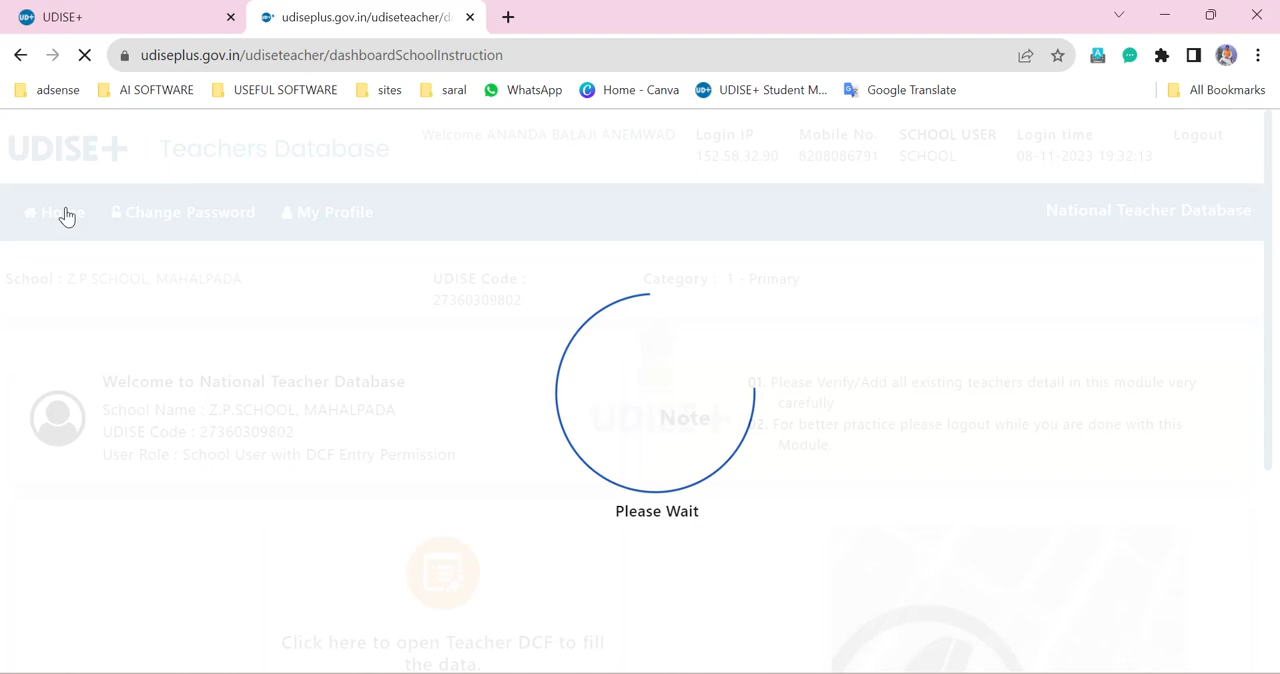 UDISE+
udiseplus.gov.in/udiseteacher/d
udiseplus.gov.in/udiseteacher/dashboardSchoolInstruction
adsense AI SOFTWARE USEFUL SOFTWARE sites saral WhatsApp Home - Canva UDISE+ Student M... Google Translate All Bookmarks
UDISE+ Teachers Database
Welcome ANANDA BALAJI ANEMWAD
Login IP
152.58.32.90
Mobile No.
8208086791
SCHOOL USER
SCHOOL
Login time
08-11-2023 19:32:13
Logout
Home Change Password My Profile National Teacher Database
School : Z.P.SCHOOL, MAHALPADA
UDISE Code :
27360309802
Category : 1 - Primary
Welcome to National Teacher Database
School Name : Z.P.SCHOOL, MAHALPADA
UDISE Code : 27360309802
User Role : School User with DCF Entry Permission
UDISE+
Note
01. Please Verify/Add all existing teachers detail in this module very
carefully
02. For better practice please logout while you are done with this
Module
Please Wait
Click here to open Teacher DCF to fill
the data.